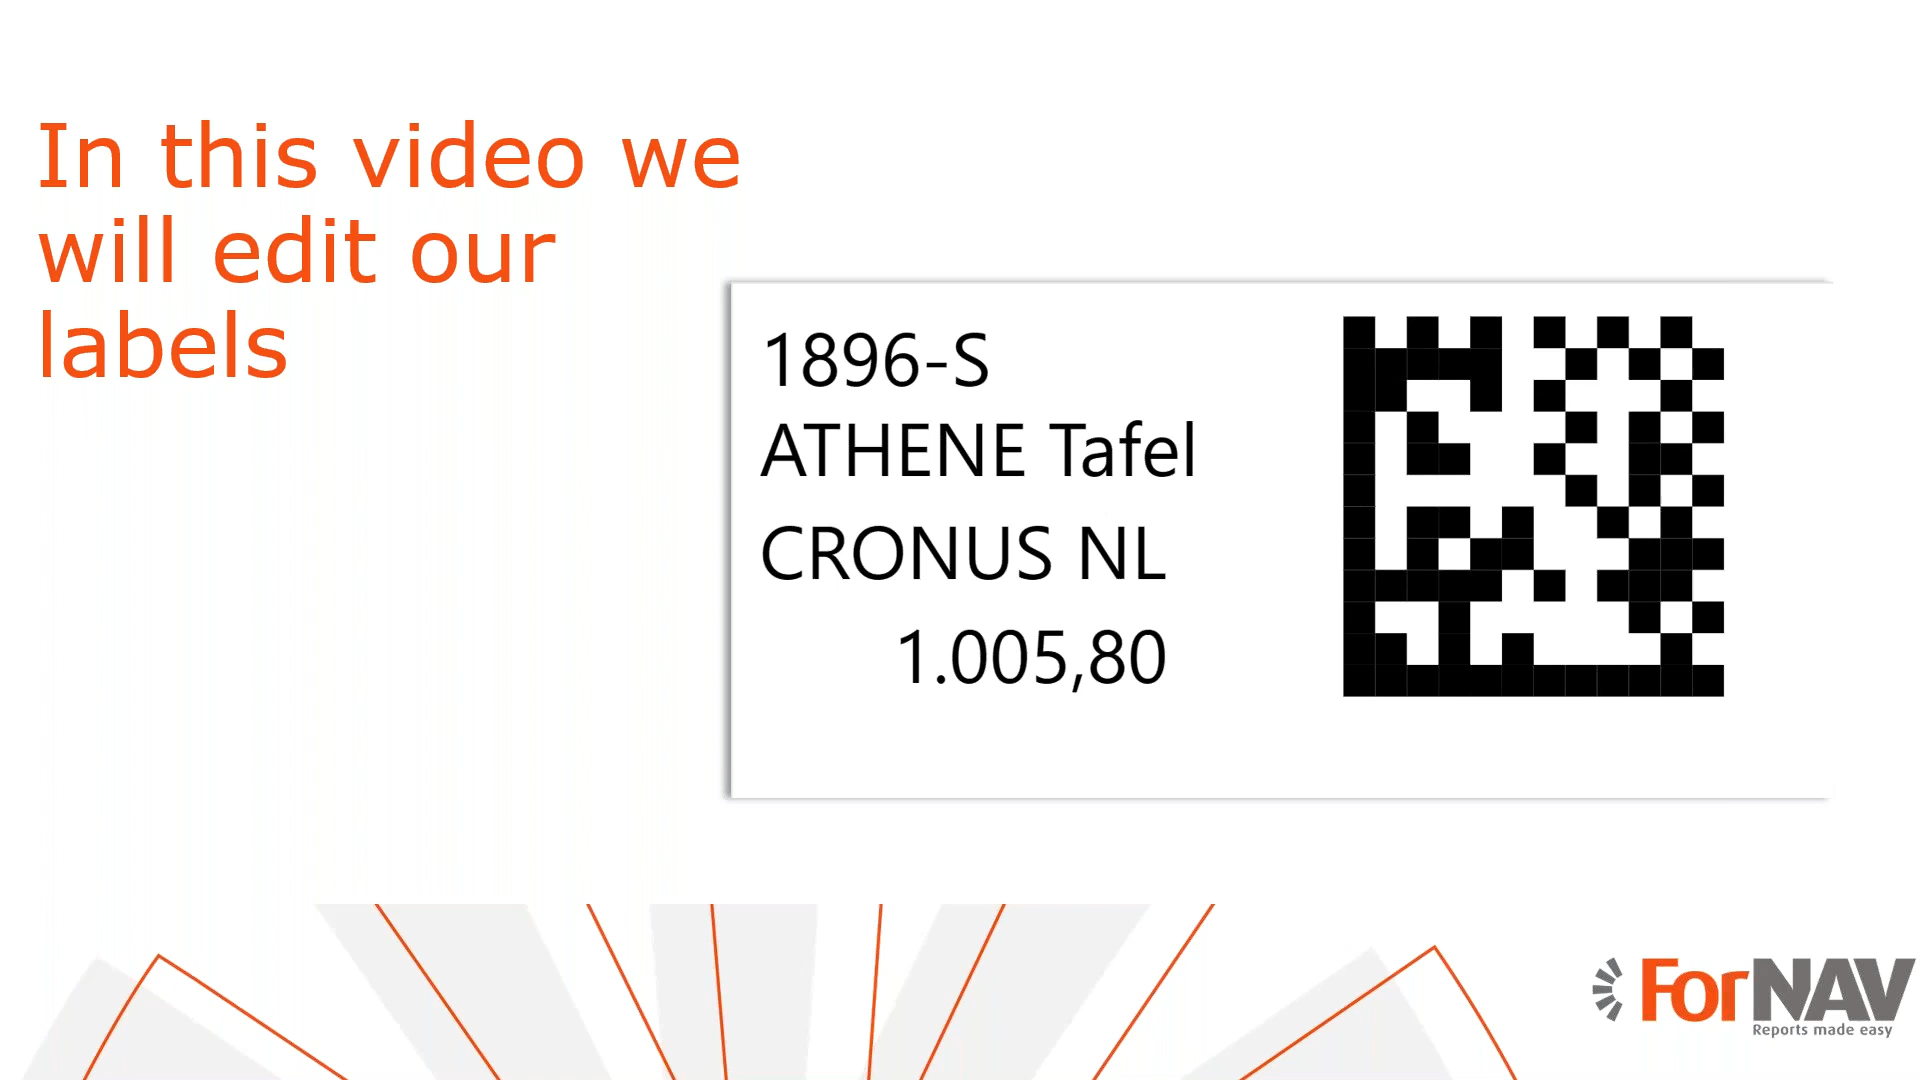 In this video we
will edit our
labels
1896-S
ATHENE Tafel
CRONUS NL
1.005,80
ForNAV
Reports made easy